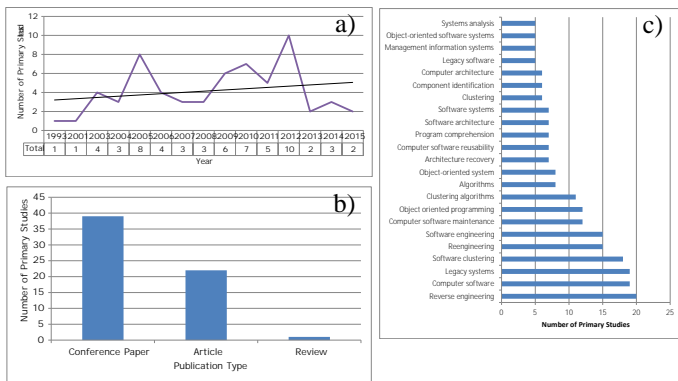 a)
12
10
8
6
4
2
0
1993 2001 2003 2004 2005 2006 2007 2008 2009 2010 2011 2012 2013 2014 2015
Total 1 1 4 3 8 4 3 3 6 7 5 10 2 3 2
Year
Number of Primary
b)
45
40
35
30
25
20
15
10
5
0
Number of Primary Studies
Conference Paper Article Review
Publication Type
c)
Systems analysis
Object-oriented software systems
Management information systems
Legacy software
Computer architecture
Component identification
Clustering
Software systems
Software architecture
Program comprehension
Computer software reusability
Architecture recovery
Object-oriented system
Algorithms
Clustering algorithms
Object oriented programming
Computer software maintenance
Software engineering
Reengineering
Software clustering
Legacy systems
Computer software
Reverse engineering
0 5 10 15 20 25
Number of Primary Studies